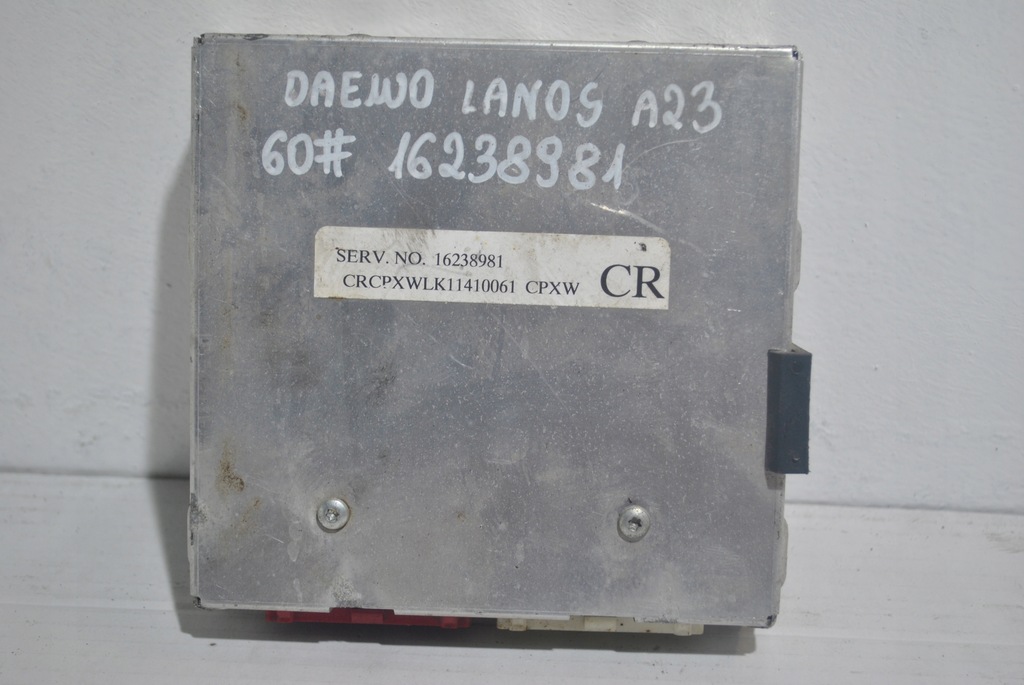 DAEWO LANOS A23
60# 16238981
SERV. NO. 16238981
CRCPXWLK11410061 CPXW CR